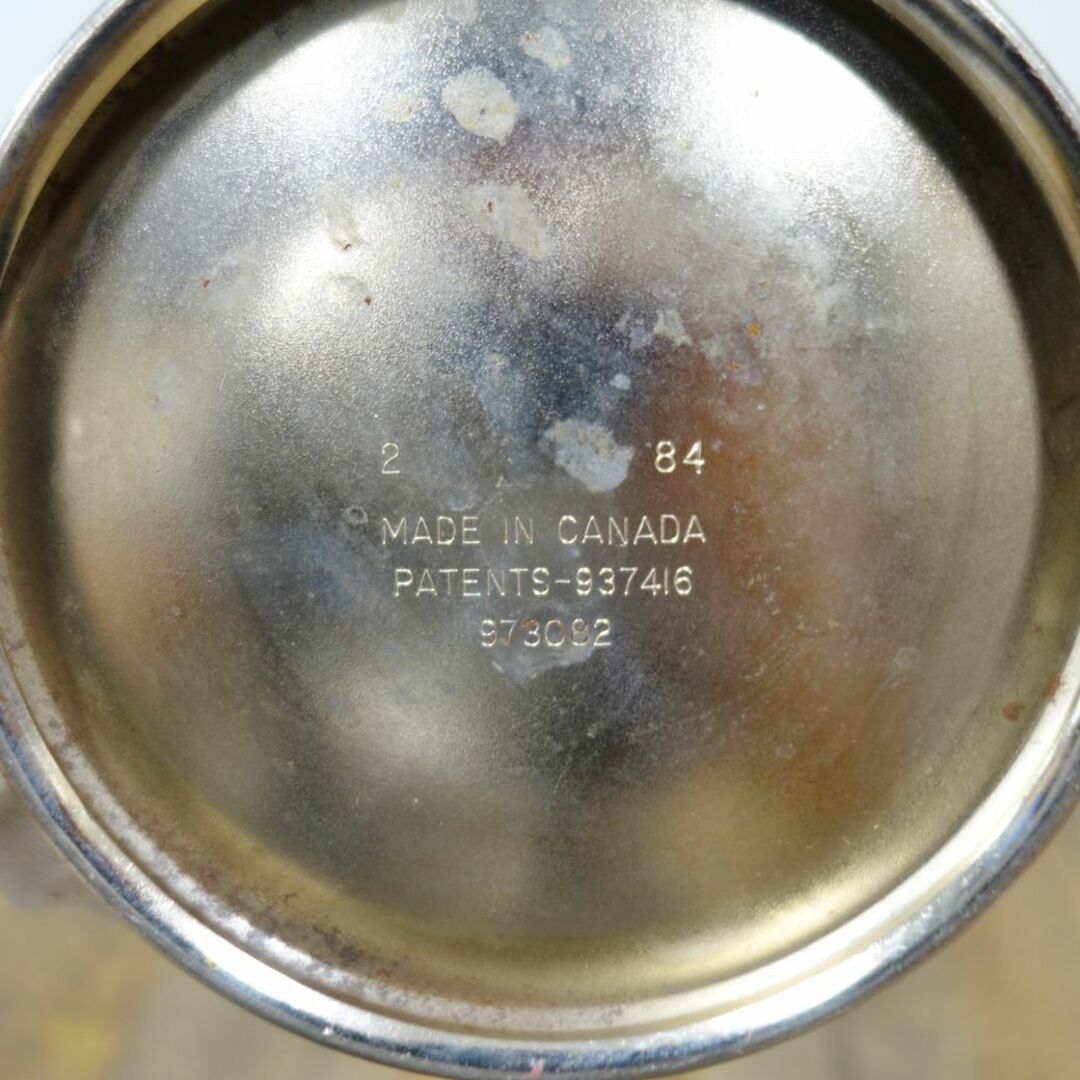 2 84
MADE IN CANADA
PATENTS-937416
973082